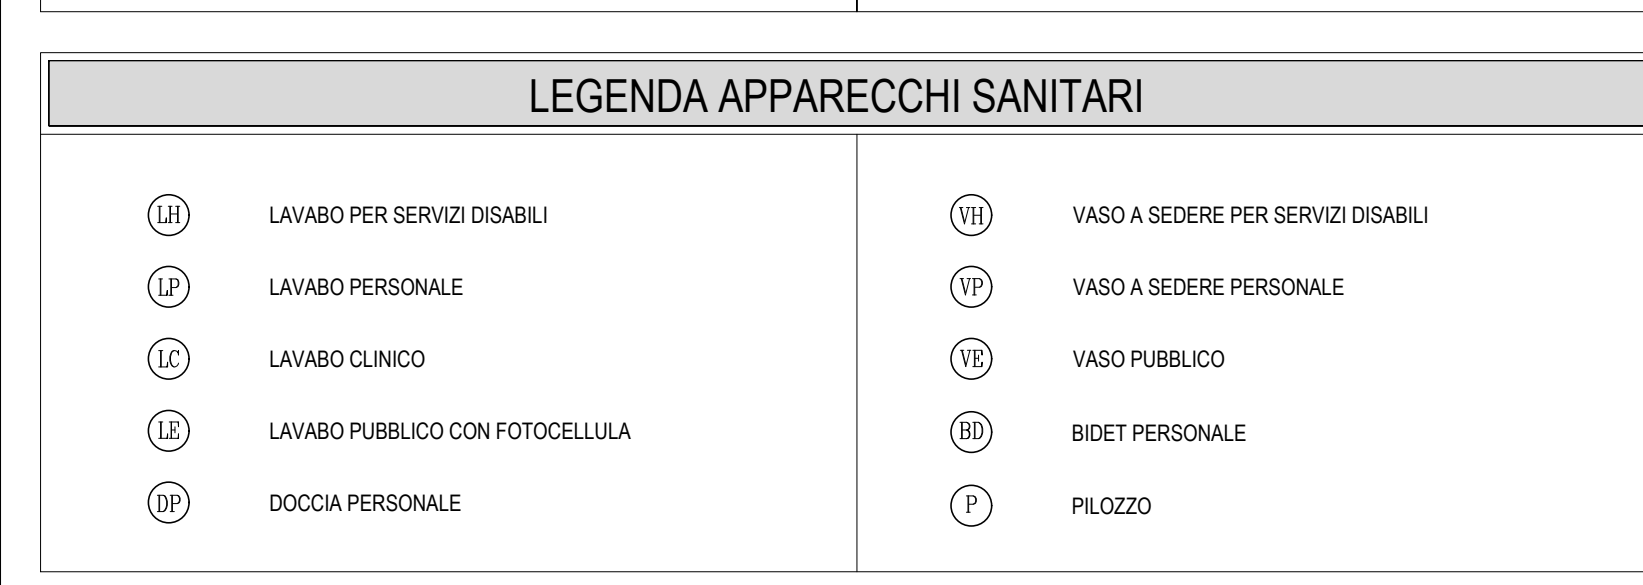 LEGENDA APPARECCHI SANITARI
LH LAVABO PER SERVIZI DISABILI
LP LAVABO PERSONALE
LC LAVABO CLINICO
LE LAVABO PUBBLICO CON FOTOCELLULA
DP DOCCIA PERSONALE
VH VASO A SEDERE PER SERVIZI DISABILI
VP VASO A SEDERE PERSONALE
VE VASO PUBBLICO
BD BIDET PERSONALE
P PILOZZO